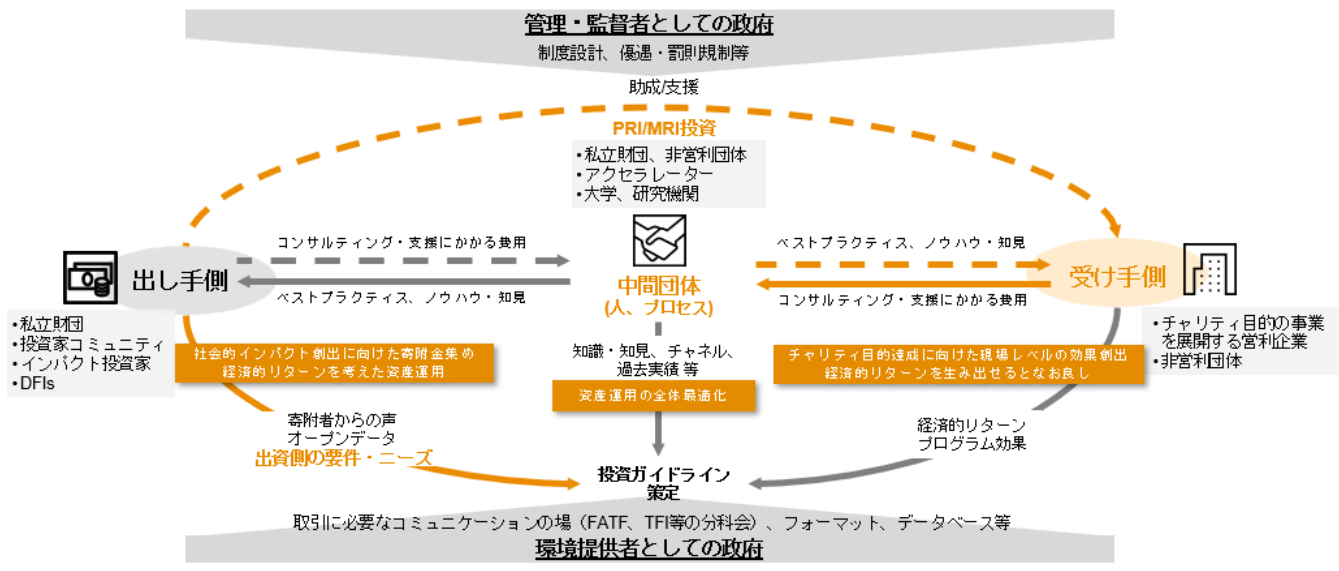 管理・監督者としての政府
制度設計、優遇・罰則規制等
助成/支援
PRI/MRI投資
•私立財団、非営利団体
•アクセラレーター
•大学、研究機関
コンサルティング・支援にかかる費用
ベストプラクティス、ノウハウ・知見
出し手側
中間団体
(人、プロセス)
受け手側
ベストプラクティス、ノウハウ・知見
コンサルティング・支援にかかる費用
•私立財団
•投資家コミュニティ
•インパクト投資家
•DFIs
社会的インパクト創出に向けた寄附金集め
経済的リターンを考えた資産運用
知識・知見、チャネル、
過去実績 等
資産運用の全体最適化
チャリティ目的達成に向けた現場レベルの効果創出
経済的リターンを生み出せるとなお良し
•チャリティ目的の事業
を展開する営利企業
•非営利団体
寄附者からの声
オープンデータ
出資側の要件・ニーズ
経済的リターン
プログラム効果
投資ガイドライン
策定
取引に必要なコミュニケーションの場（FATF、TFI等の分科会）、フォーマット、データベース等
環境提供者としての政府